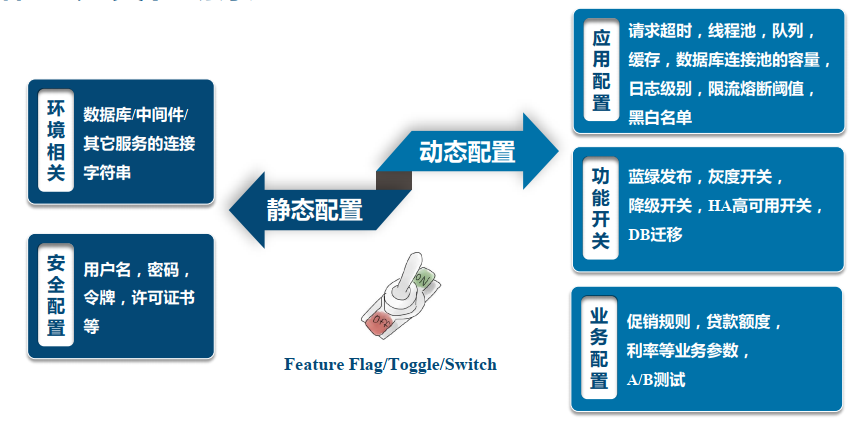 环境相关
数据库/中间件/
其它服务的连接
字符串
安全配置
用户名，密码，
令牌，许可证书
等
静态配置
动态配置
ON
Off
Feature Flag/Toggle/Switch
应用配置
请求超时，线程池，队列，
缓存，数据库连接池的容量，
日志级别，限流熔断阈值，
黑白名单
功能开关
蓝绿发布，灰度开关，
降级开关，HA高可用开关，
DB迁移
业务配置
促销规则，贷款额度，
利率等业务参数，
A/B测试